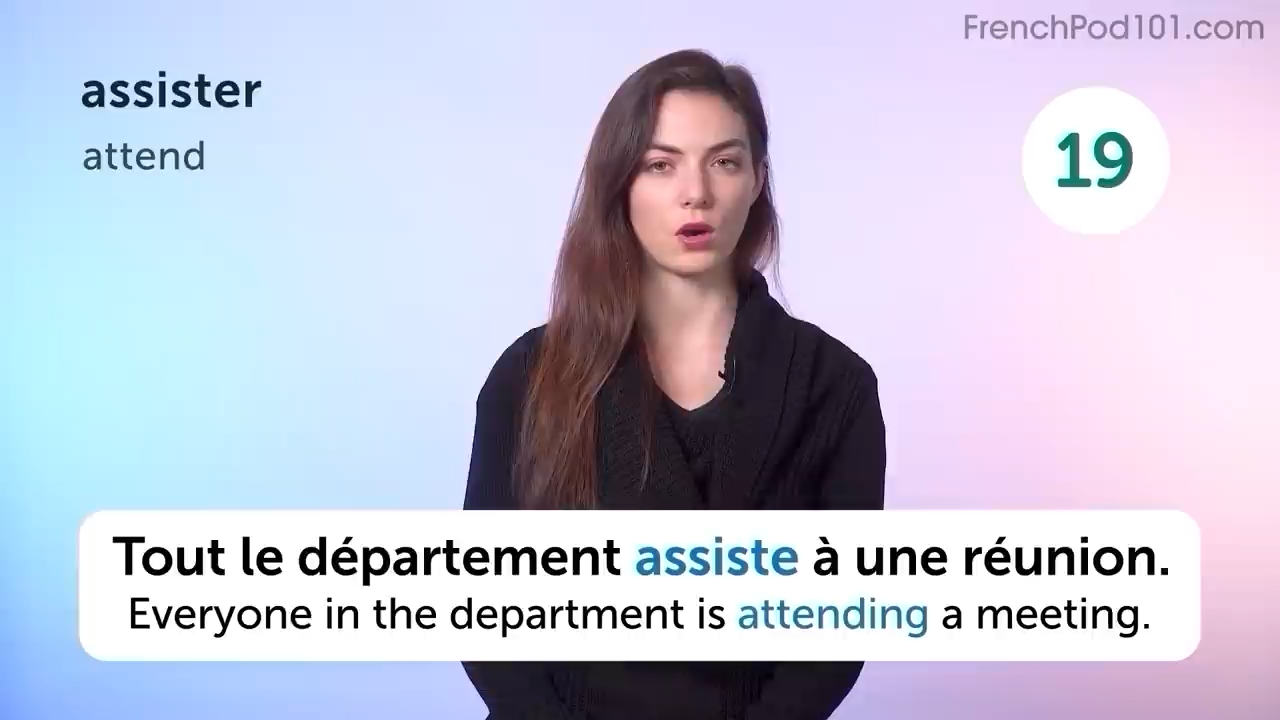 FrenchPod101.com
assister
attend
19
Tout le département assiste à une réunion.
Everyone in the department is attending a meeting.